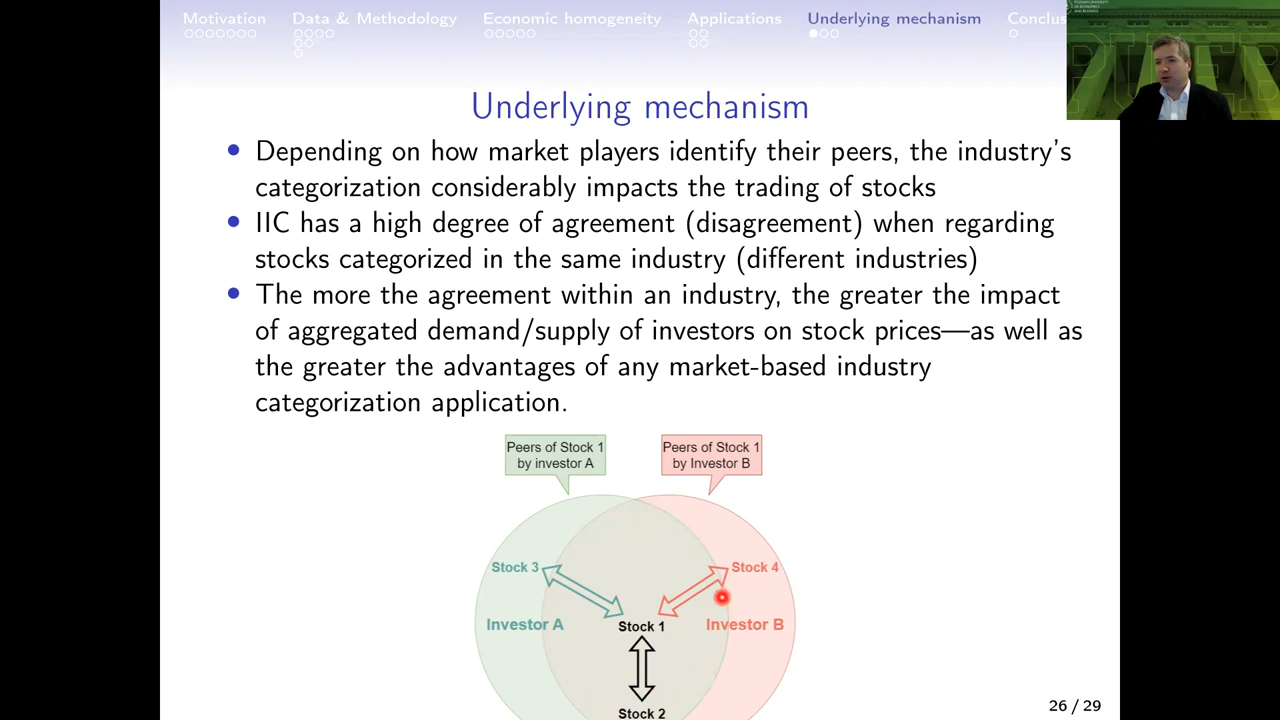 Motivation
Data & Methodology
Economic homogeneity
Applications
Underlying mechanism
Conclus
Underlying mechanism
Depending on how market players identify their peers, the industry's
categorization considerably impacts the trading of stocks
IIC has a high degree of agreement (disagreement) when regarding
stocks categorized in the same industry (different industries)
The more the agreement within an industry, the greater the impact
of aggregated demand/supply of investors on stock prices—as well as
the greater the advantages of any market-based industry
categorization application.
Peers of Stock 1
by investor A
Peers of Stock 1
by Investor B
Stock 3
Stock 4
Investor A
Stock 1
Investor B
Stock 2
26 / 29